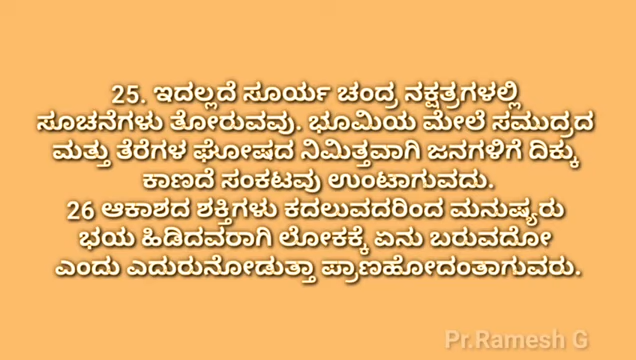 25. ಇದಲ್ಲದೆ ಸೂರ್ಯ ಚಂದ್ರ ನಕ್ಷತ್ರಗಳಲ್ಲಿ
ಸೂಚನೆಗಳು ತೋರುವವು. ಭೂಮಿಯ ಮೇಲೆ ಸಮುದ್ರದ
ಮತ್ತು ತೆರೆಗಳ ಘೋಷದ ನಿಮಿತ್ತವಾಗಿ ಜನಗಳಿಗೆ ದಿಕ್ಕು
ಕಾಣದೆ ಸಂಕಟವು ಉಂಟಾಗುವದು.
26 ಆಕಾಶದ ಶಕ್ತಿಗಳು ಕದಲುವದರಿಂದ ಮನುಷ್ಯರು
ಭಯ ಹಿಡಿದವರಾಗಿ ಲೋಕಕ್ಕೆ ಏನು ಬರುವದೋ
ಎಂದು ಎದುರುನೋಡುತ್ತಾ ಪ್ರಾಣಹೋದಂತಾಗುವರು.
Pr.Ramesh G